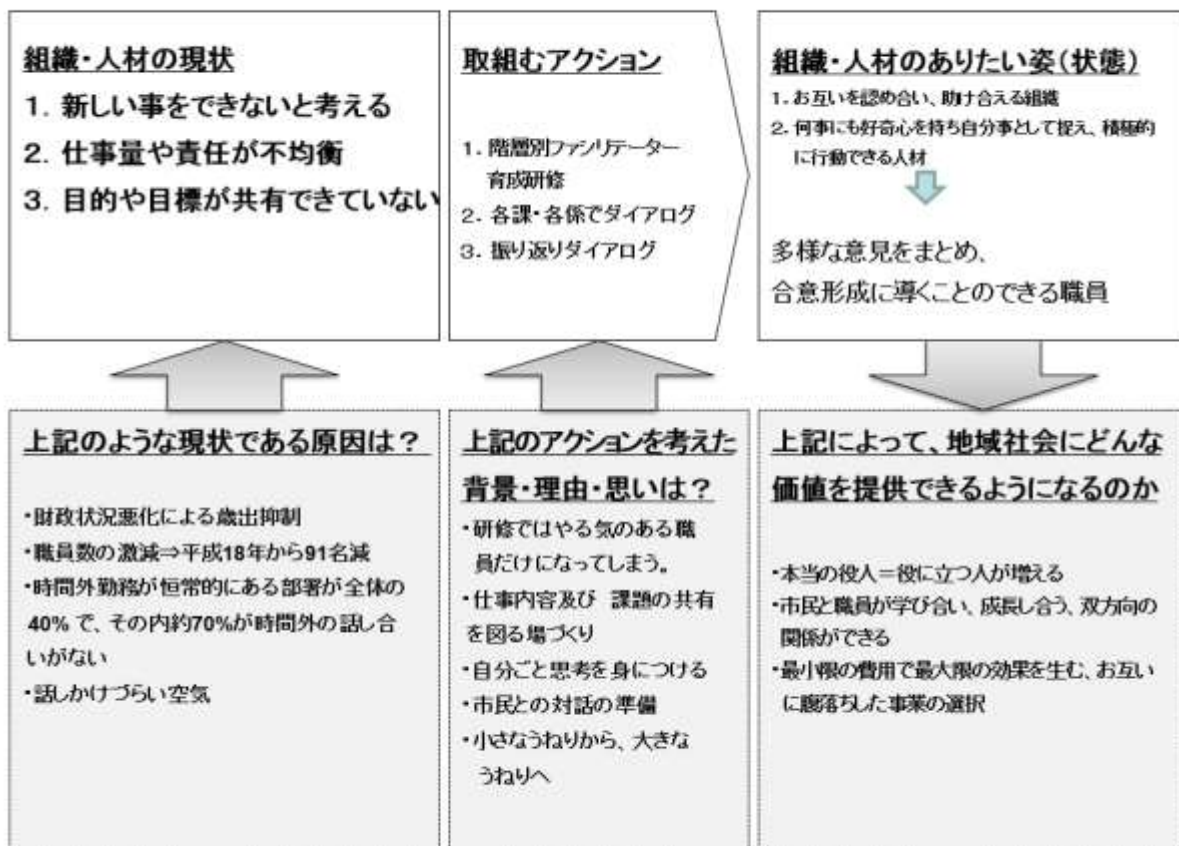 組織・人材の現状
1. 新しい事をできないと考える
2. 仕事量や責任が不均衡
3. 目的や目標が共有できていない
取組むアクション
1. 階層別ファシリテーター
育成研修
2. 各課・各係でダイアログ
3. 振り返りダイアログ
組織・人材のありたい姿(状態)
1. お互いを認め合い、助け合える組織
2. 何事にも好奇心を持ち自分事として捉え、積極的
に行動できる人材
多様な意見をまとめ、
合意形成に導くことのできる職員
上記のような現状である原因は？
・財政状況悪化による歳出抑制
・職員数の激減⇒平成18年から91名減
・時間外勤務が恒常的にある部署が全体の
40%で、その内約70%が時間外の話し合
いがない
・話しかけづらい空気
上記のアクションを考えた
背景・理由・思いは？
・研修ではやる気のある職
員だけになってしまう。
・仕事内容及び 課題の共有
を図る場づくり
・自分ごと思考を身につける
・市民との対話の準備
・小さなうねりから、大きな
うねりへ
上記によって、地域社会にどんな
価値を提供できるようになるのか
・本当の役人＝役に立つ人が増える
・市民と職員が学び合い、成長し合う、双方向の
関係ができる
・最小限の費用で最大限の効果を生む、お互い
に腹落ちした事業の選択